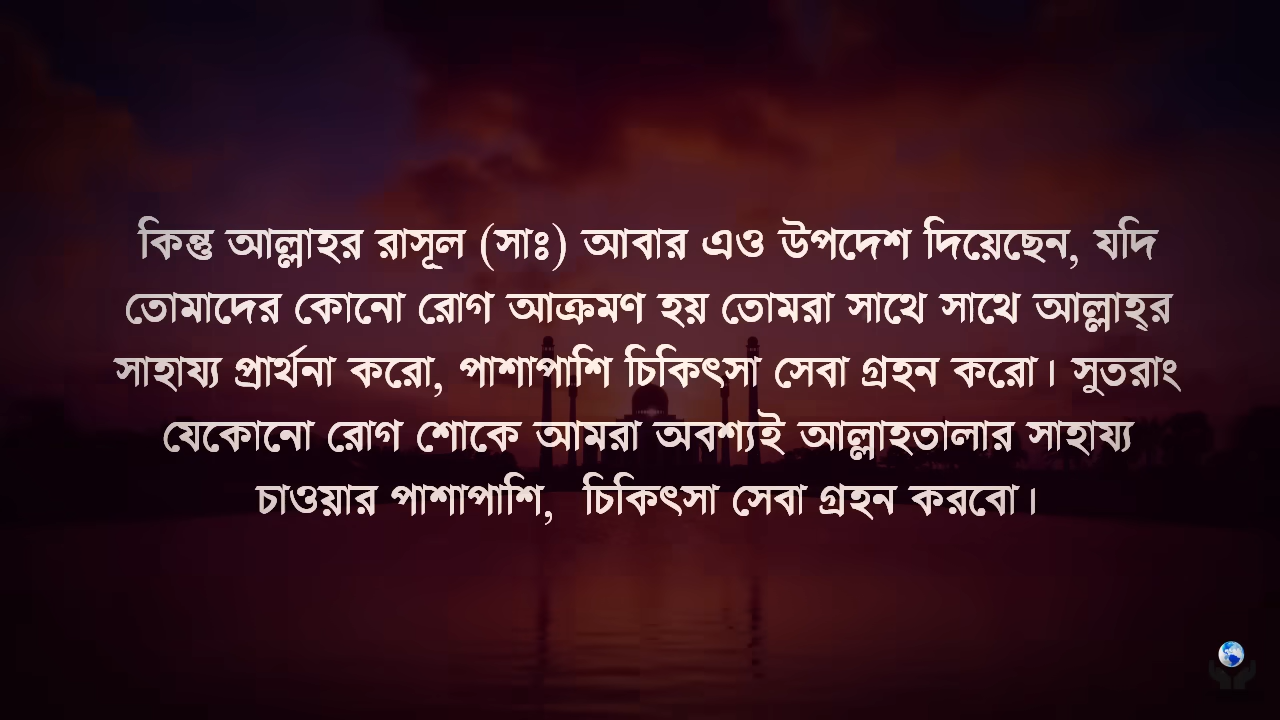 কিন্তু আল্লাহর রাসূল (সাঃ) আবার এও উপদেশ দিয়েছেন, যদি
তোমাদের কোনো রোগ আক্রমণ হয় তোমরা সাথে সাথে আল্লাহ্‌র
সাহায্য প্রার্থনা করো, পাশাপাশি চিকিৎসা সেবা গ্রহন করো। সুতরাং
যেকোনো রোগ শোকে আমরা অবশ্যই আল্লাহতালার সাহায্য
চাওয়ার পাশাপাশি,  চিকিৎসা সেবা গ্রহন করবো।